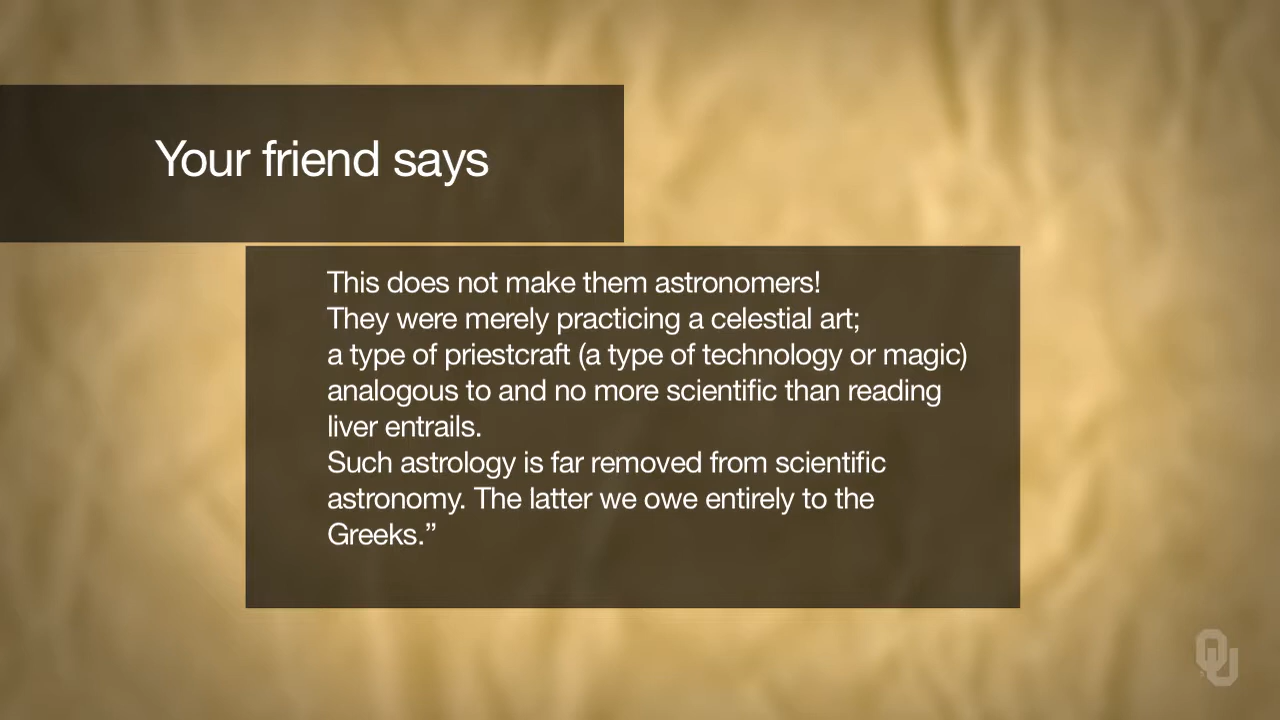 Your friend says
This does not make them astronomers!
They were merely practicing a celestial art;
a type of priestcraft (a type of technology or magic)
analogous to and no more scientific than reading
liver entrails.
Such astrology is far removed from scientific
astronomy. The latter we owe entirely to the
Greeks.”
OU